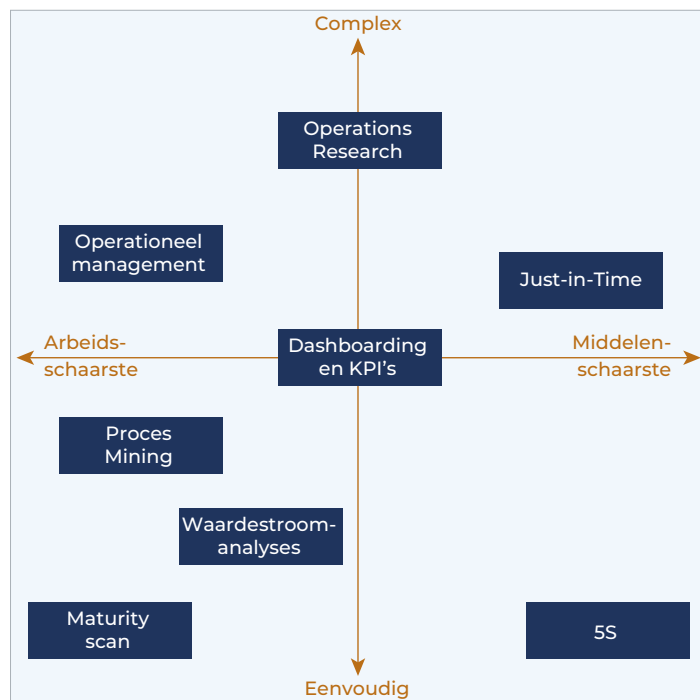 Complex
Operations
Research
Operationeel
management
Just-in-Time
Arbeids-
schaarste
Dashboarding
en KPI's
Middelen-
schaarste
Proces
Mining
Waardestroom-
analyses
Maturity
scan
5S
Eenvoudig